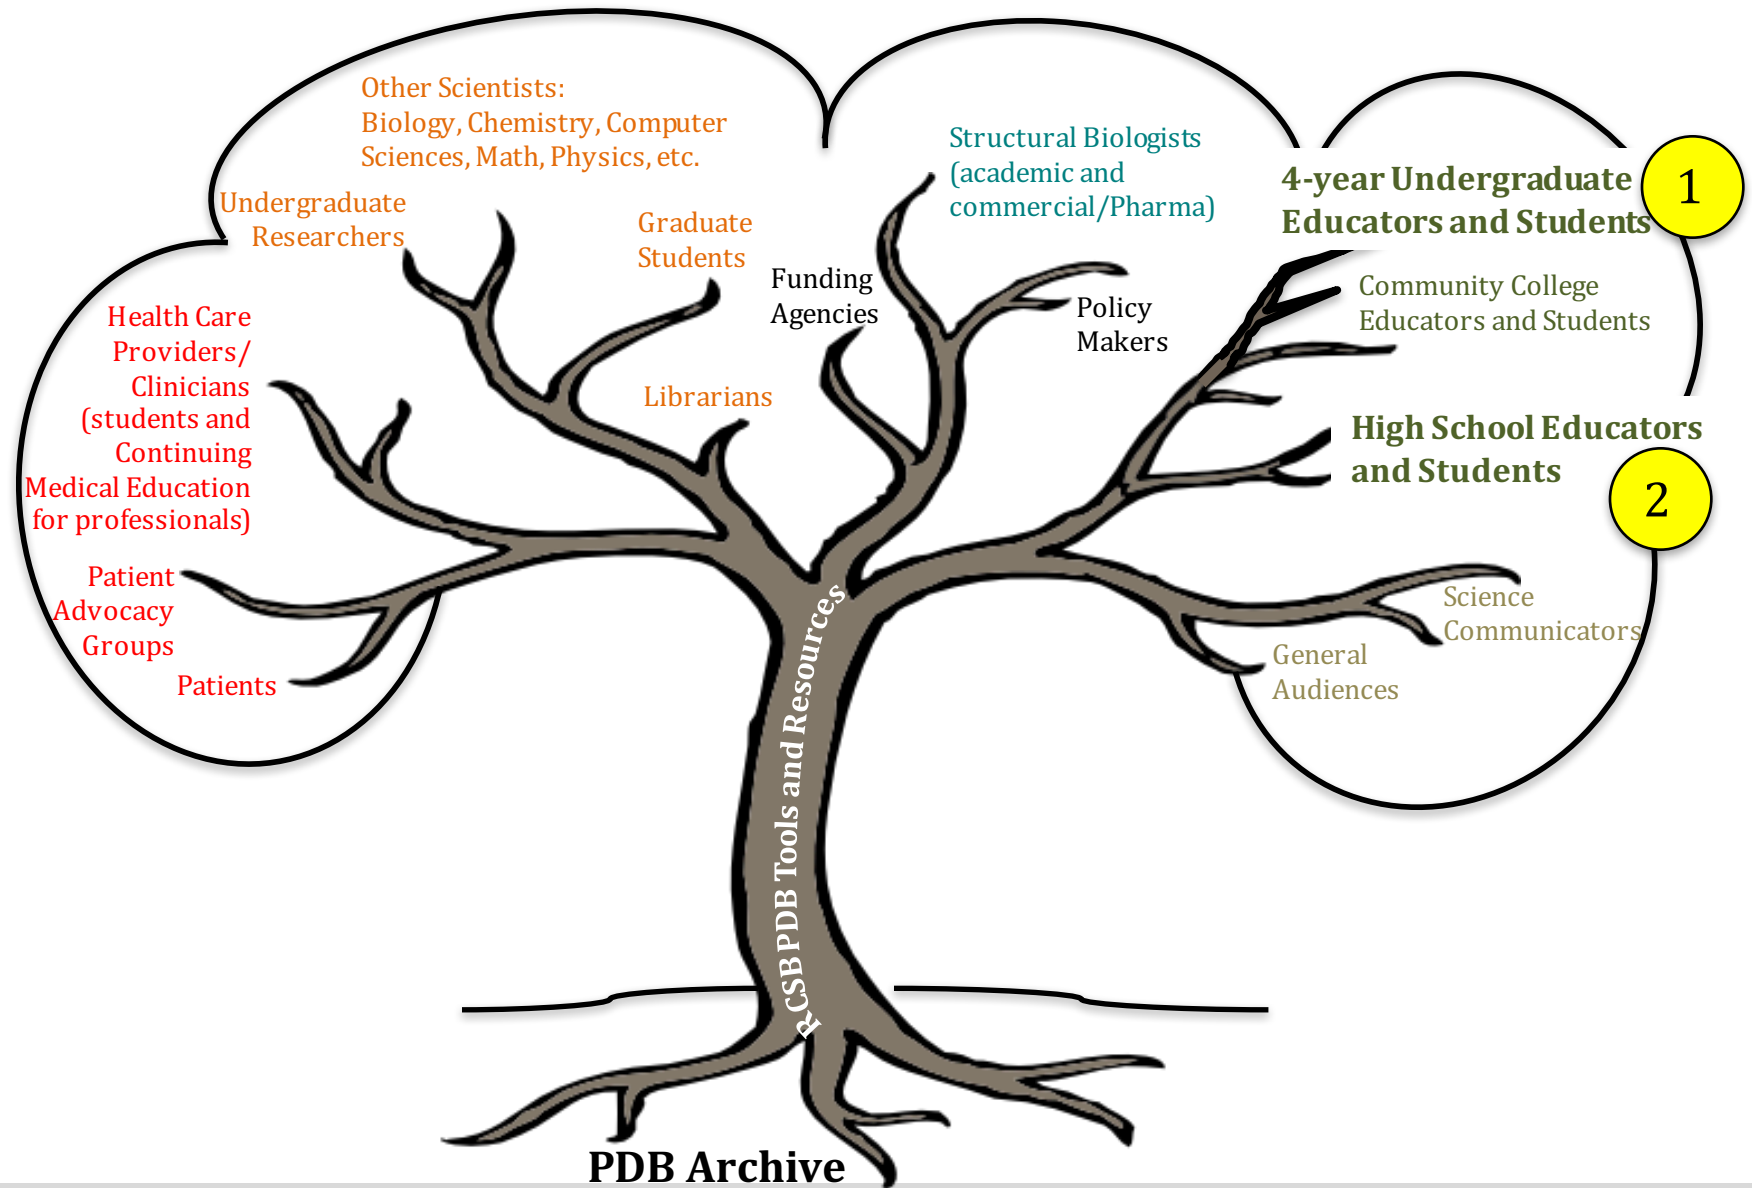 Other Scientists:
Biology, Chemistry, Computer
Sciences, Math, Physics, etc.
Undergraduate
Researchers
Graduate
Students
Librarians
Health Care
Providers/
Clinicians
(students and
Continuing
Medical Education
for professionals)
Patient
Advocacy
Groups
Patients
Funding
Agencies
Structural Biologists
(academic and
commercial/Pharma)
Policy
Makers
4-year Undergraduate
Educators and Students
1
Community College
Educators and Students
High School Educators
and Students
2
Science
Communicators
General
Audiences
RCSB PDB Tools and Resources
PDB Archive